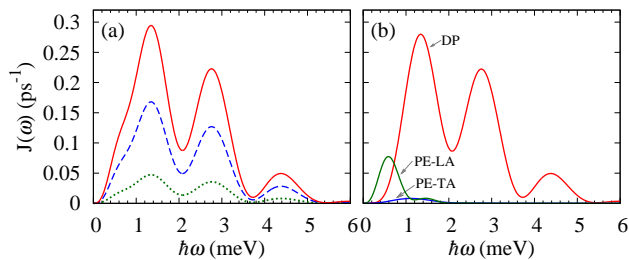 (a)
(b)
J(ω) (ps⁻¹)
0.3
0.25
0.2
0.15
0.1
0.05
0
DP
PE-LA
PE-TA
0 1 2 3 4 5 6
0 1 2 3 4 5 6
ħω (meV)
ħω (meV)